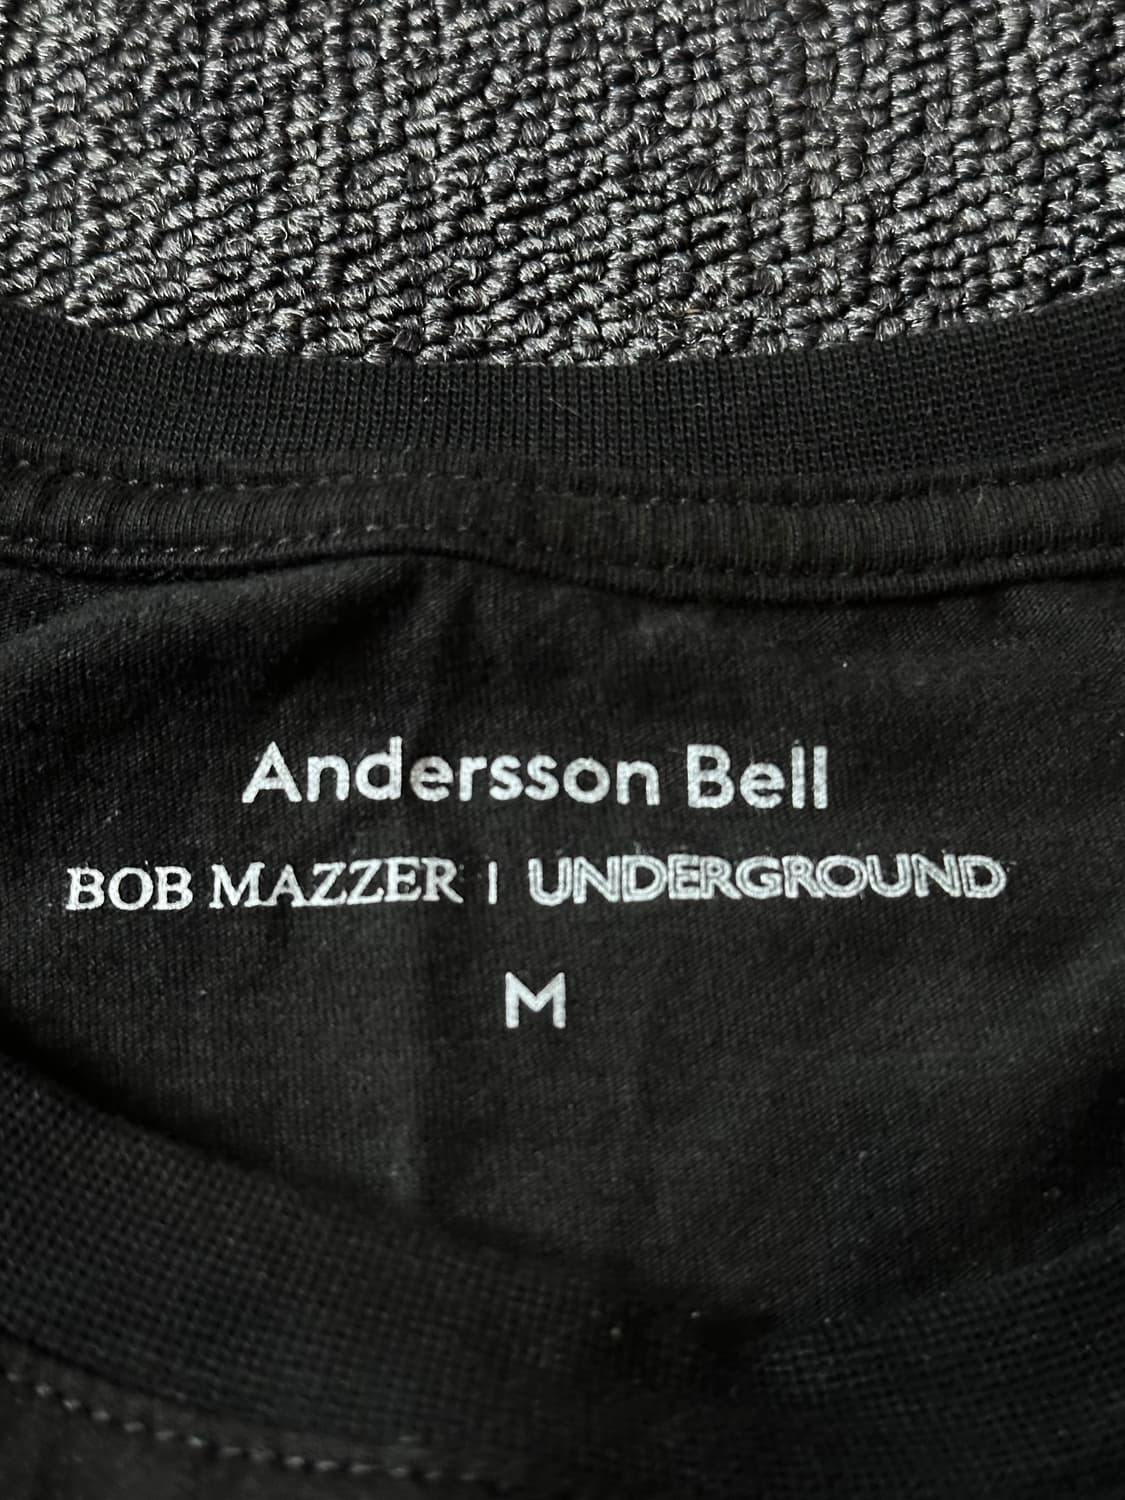 Andersson Bell
BOB MAZZER | UNDERGROUND
M